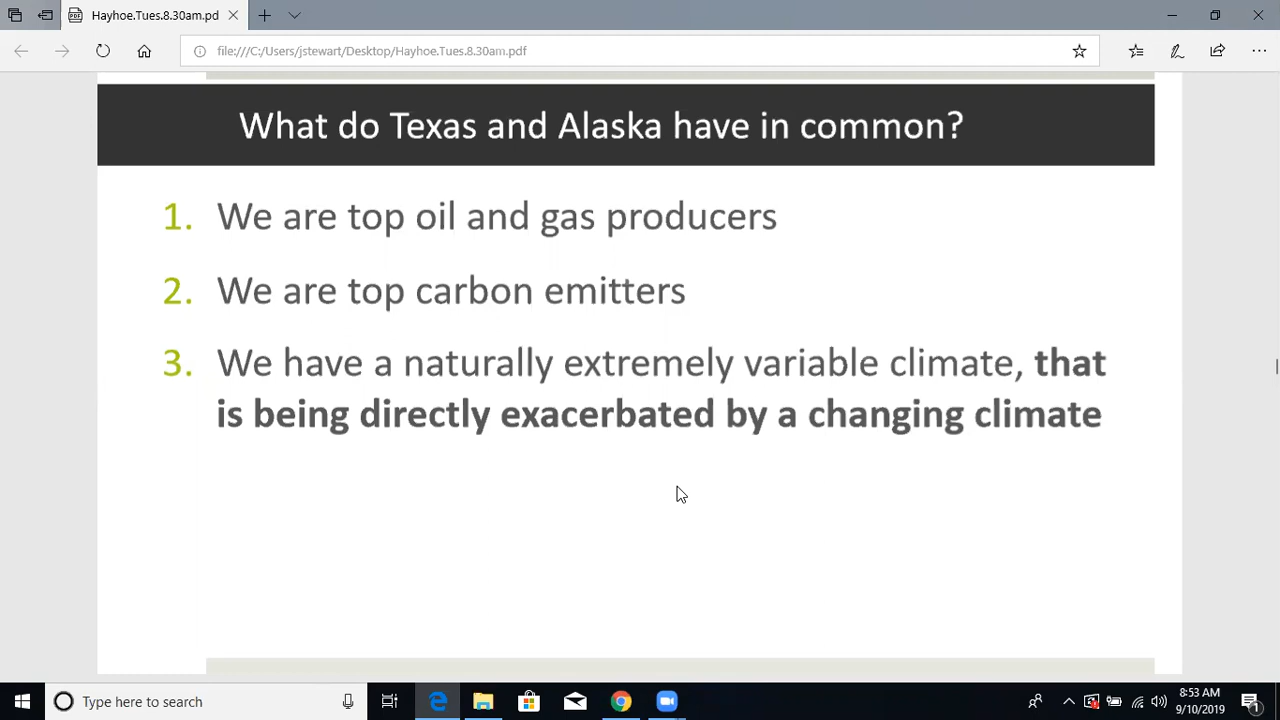 Hayhoe.Tues.8.30am.pd
file:///C:/Users/jstewart/Desktop/Hayhoe.Tues.8.30am.pdf
What do Texas and Alaska have in common?
1. We are top oil and gas producers
2. We are top carbon emitters
3. We have a naturally extremely variable climate, that
is being directly exacerbated by a changing climate
Type here to search
8:53 AM
9/10/2019
1